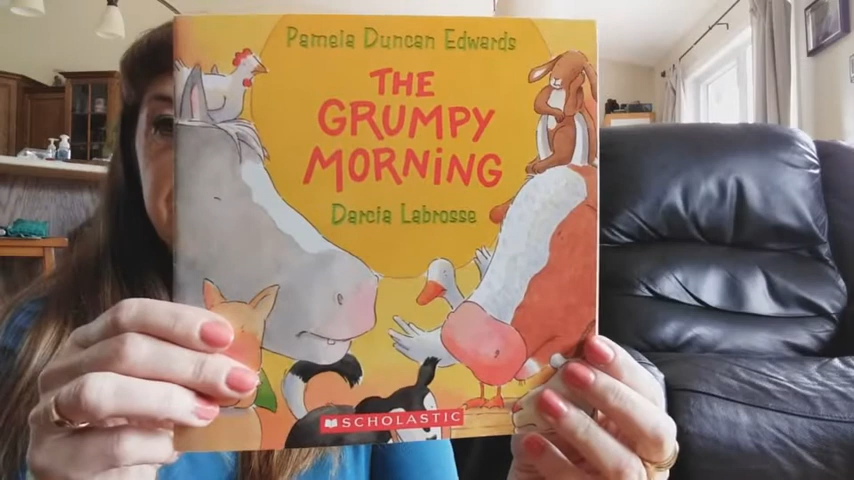 Pamela Duncan Edwards
THE
GRUMPY
MORNING
Darcia Labrosse
SCHOLASTIC